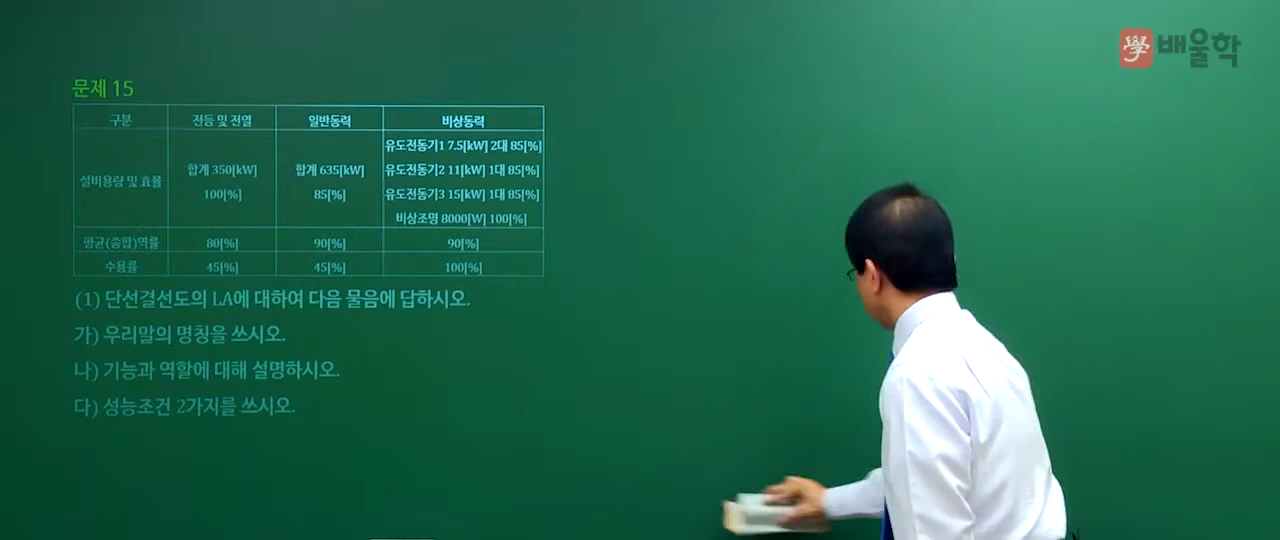 學 배울학
문제 15
구분 전등 및 전열 일반동력 비상동력
설비용량 및 효율 합계 350[kW] 100[%] 합계 635[kW] 85[%] 유도전동기1 7.5[kW] 2대 85[%]
유도전동기2 11[kW] 1대 85[%]
유도전동기3 15[kW] 1대 85[%]
비상조명 8000[W] 100[%]
평균(종합)역률 80[%] 90[%] 90[%]
수용률 45[%] 45[%] 100[%]
(1) 단선결선도의 LA에 대하여 다음 물음에 답하시오.
가) 우리말의 명칭을 쓰시오.
나) 기능과 역할에 대해 설명하시오.
다) 성능조건 2가지를 쓰시오.